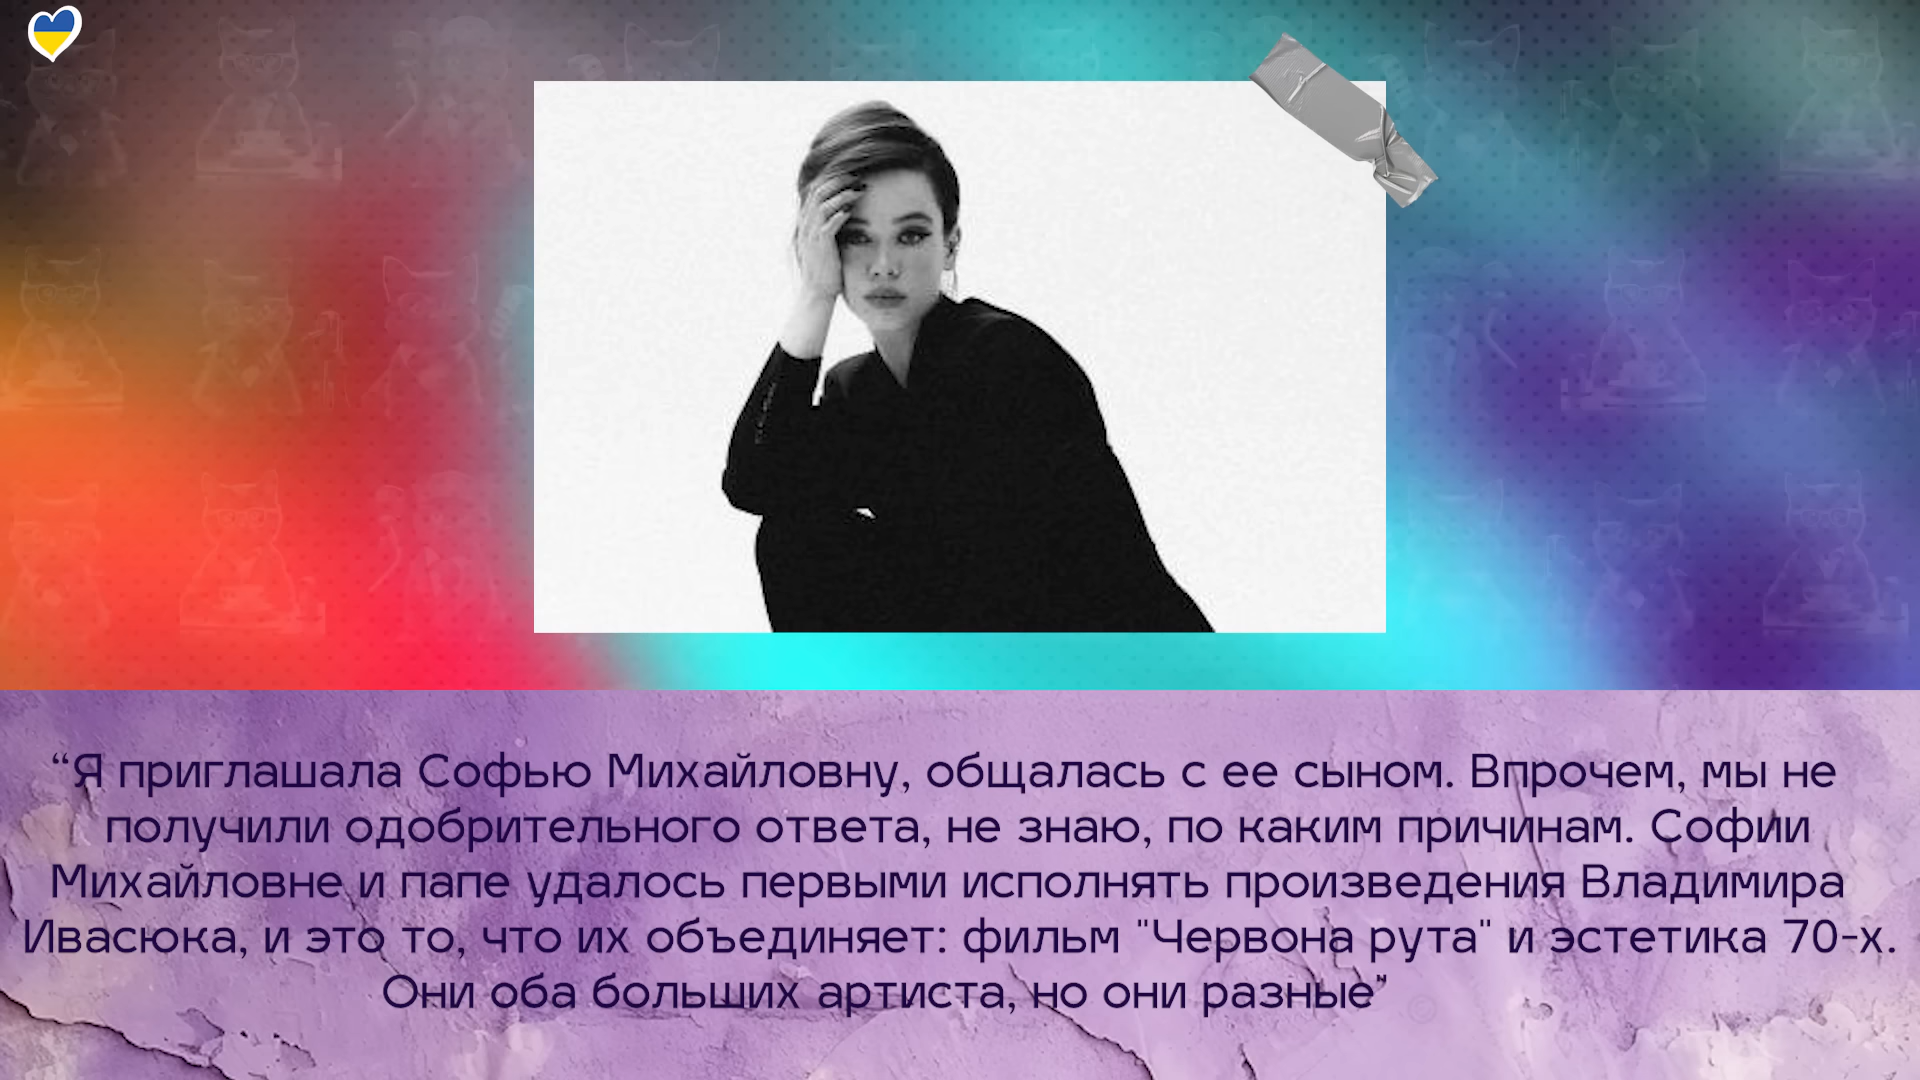 “Я приглашала Софью Михайловну, общалась с ее сыном. Впрочем, мы не
получили одобрительного ответа, не знаю, по каким причинам. Софии
Михайловне и папе удалось первыми исполнять произведения Владимира
Ивасюка, и это то, что их объединяет: фильм "Червона рута" и эстетика 70-х.
Они оба больших артиста, но они разные”